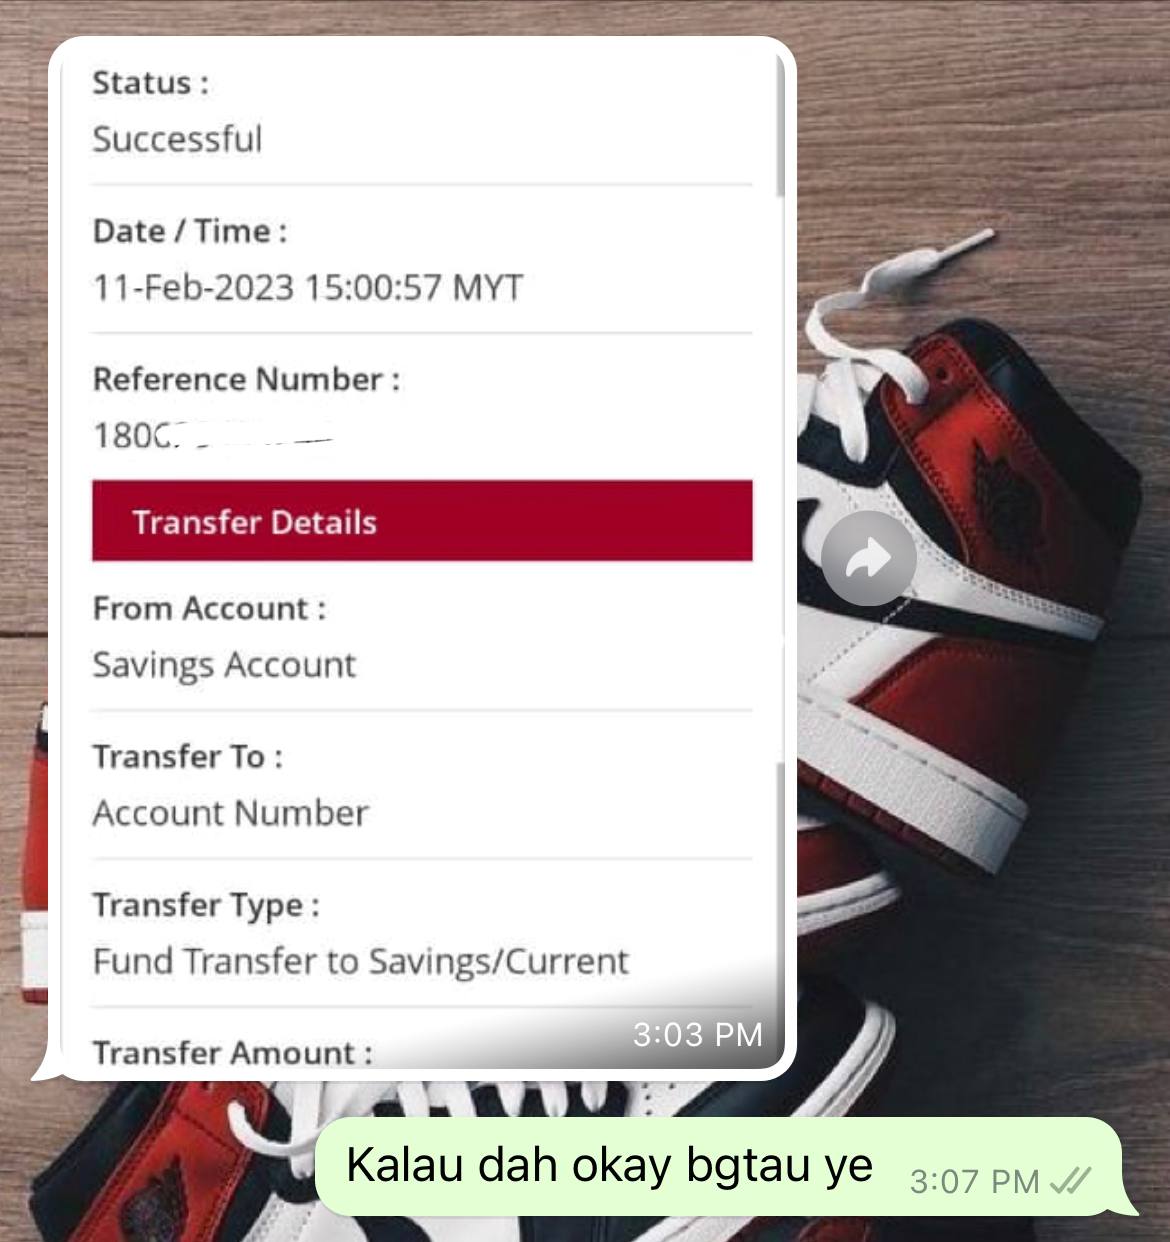 Status :
Successful
Date / Time :
11-Feb-2023 15:00:57 MYT
Reference Number :
180
Transfer Details
From Account :
Savings Account
Transfer To :
Account Number
Transfer Type :
Fund Transfer to Savings/Current
3:03 PM
Transfer Amount :
Kalau dah okay bgtau ye 3:07 PM